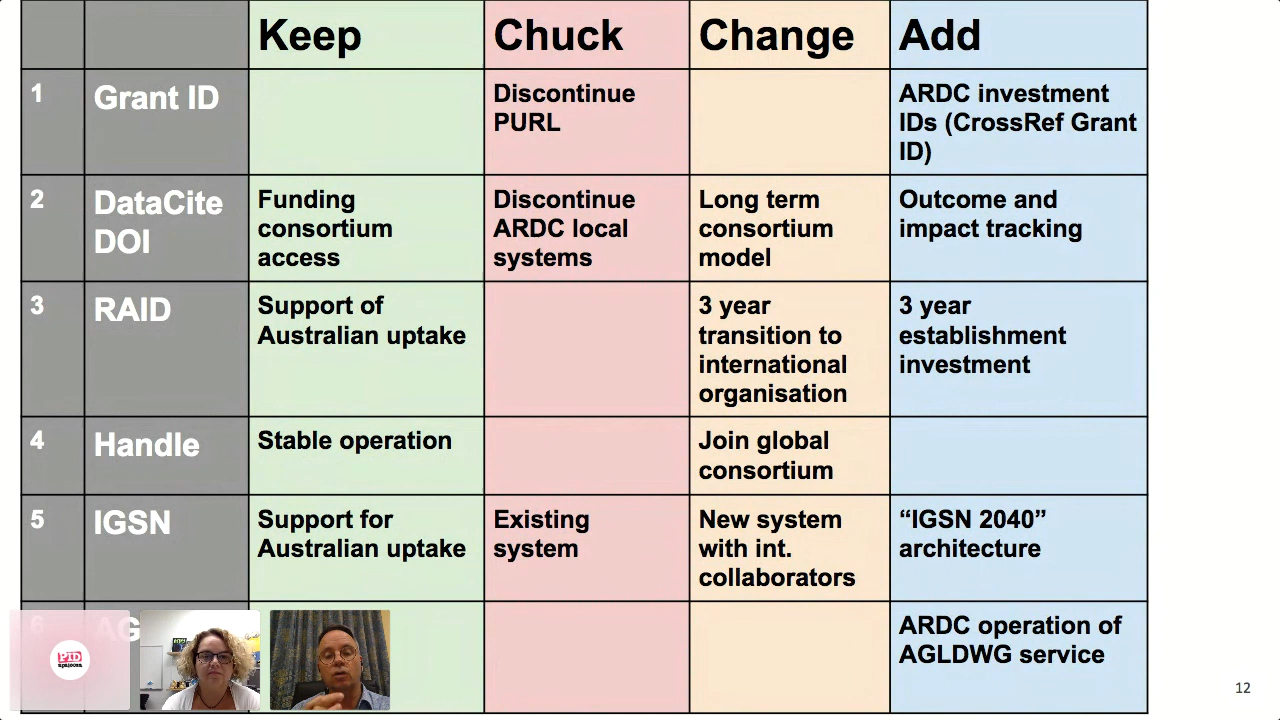 Keep Chuck Change Add
1 Grant ID
Discontinue
PURL
ARDC investment
IDs (CrossRef Grant
ID)
2 DataCite
DOI
Funding
consortium
access
Discontinue
ARDC local
systems
Long term
consortium
model
Outcome and
impact tracking
3 RAID
Support of
Australian uptake
3 year
transition to
international
organisation
3 year
establishment
investment
4 Handle
Stable operation
Join global
consortium
5 IGSN
Support for
Australian uptake
Existing
system
New system
with int.
collaborators
“IGSN 2040”
architecture
6 AG
ARDC operation of
AGLDWG service
PID
apalooza
12